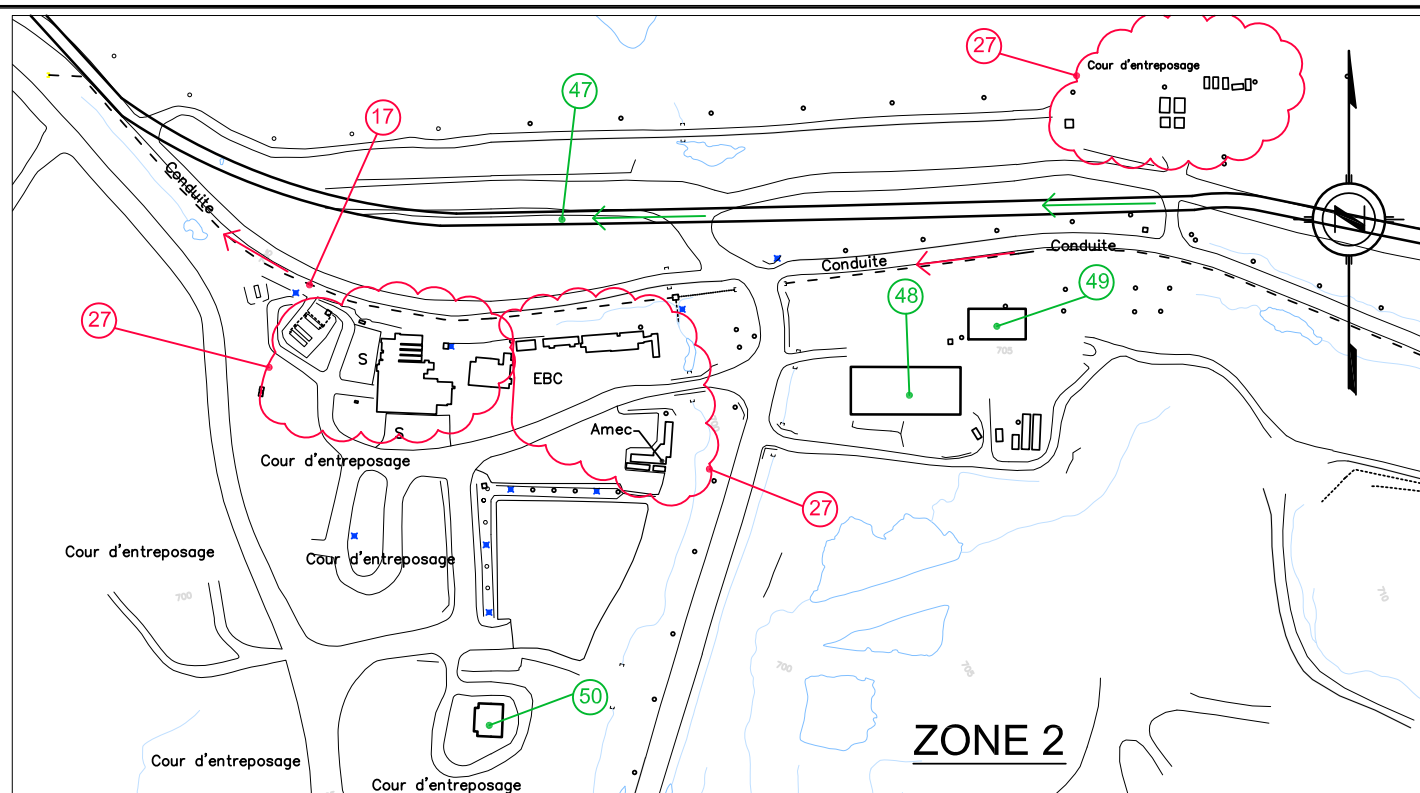 27
Cour d'entreposage
47
17
Conduite
N
Conduite
Conduite
49
48
27
705
S
EBC
Amec
S
700
Cour d'entreposage
27
Cour d'entreposage
Cour d'entreposage
700
710
700
705
50
ZONE 2
Cour d'entreposage
Cour d'entreposage